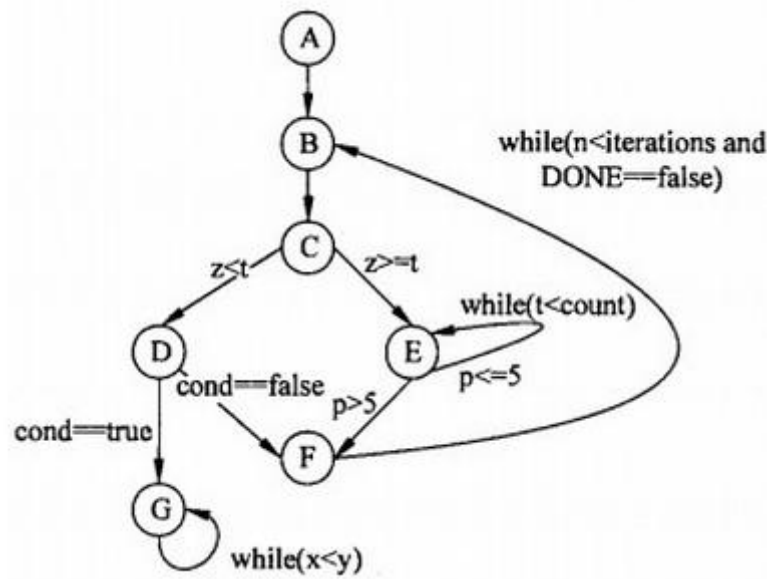 A
B
while(n<iterations and
DONE==false)
C
z<t
z>=t
while(t<count)
D
E
cond==false
p<=5
p>5
cond==true
F
G
while(x<y)